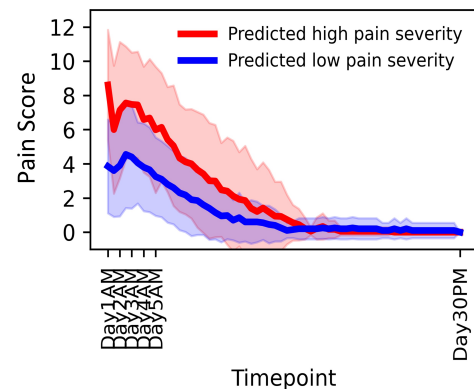 12
10
8
6
4
2
0
Pain Score
Predicted high pain severity
Predicted low pain severity
Day1AM
Day2AM
Day3AM
Day4AM
Day5AM
Day30PM
Timepoint